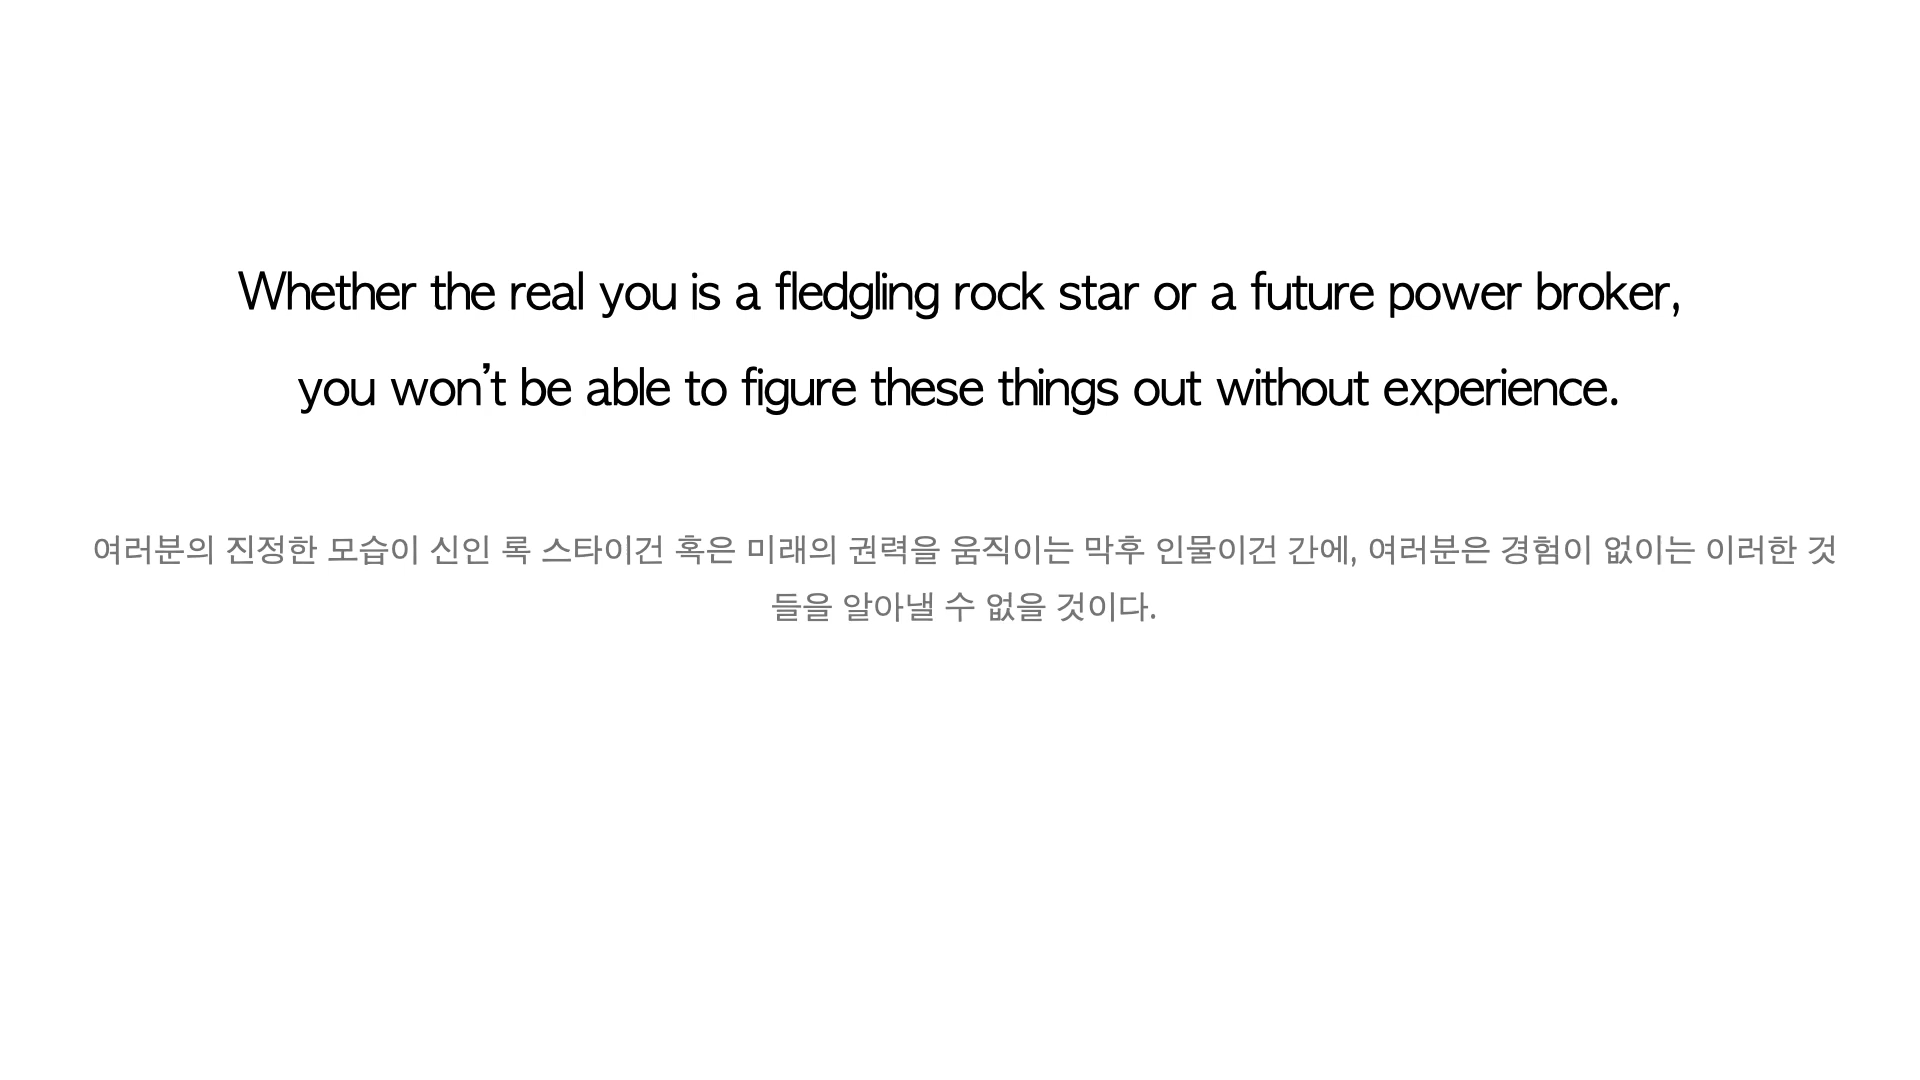 Whether the real you is a fledgling rock star or a future power broker,
you won’t be able to figure these things out without experience.
여러분의 진정한 모습이 신인 록 스타이건 혹은 미래의 권력을 움직이는 막후 인물이건 간에, 여러분은 경험이 없이는 이러한 것
들을 알아낼 수 없을 것이다.